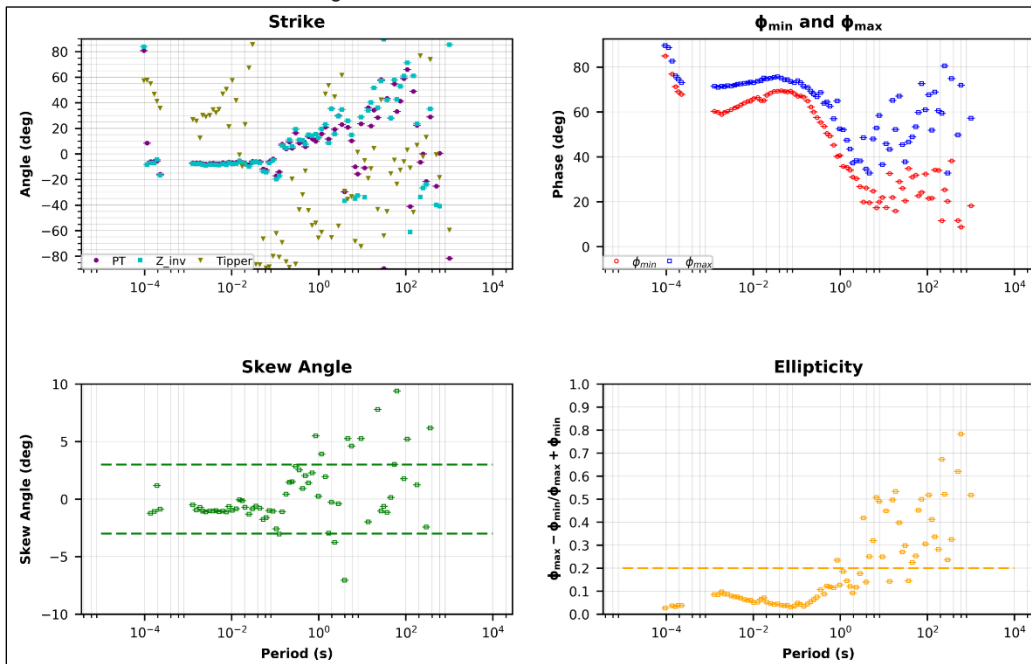 Strike
80
60
40
20
0
−20
−40
−60
−80
Angle (deg)
PT Z_inv Tipper
10⁻⁴ 10⁻² 10⁰ 10² 10⁴
ϕmin and ϕmax
80
60
40
20
0
Phase (deg)
ϕmin ϕmax
10⁻⁴ 10⁻² 10⁰ 10² 10⁴
Skew Angle
10
5
0
−5
−10
Skew Angle (deg)
10⁻⁴ 10⁻² 10⁰ 10² 10⁴
Period (s)
Ellipticity
1.0
0.9
0.8
0.7
0.6
0.5
0.4
0.3
0.2
0.1
0.0
ϕmax − ϕmin/ϕmax + ϕmin
10⁻⁴ 10⁻² 10⁰ 10² 10⁴
Period (s)